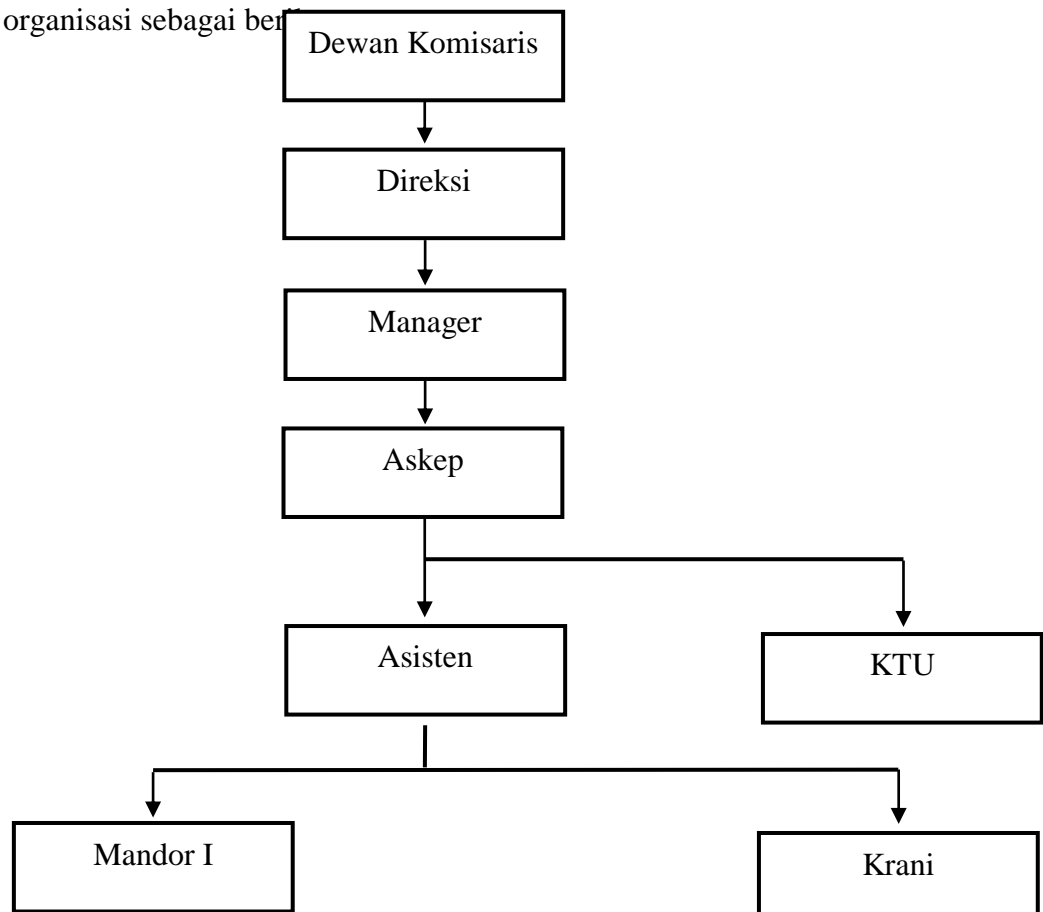 organisasi sebagai
Dewan Komisaris
Direksi
Manager
Askep
Asisten
KTU
Mandor I
Krani